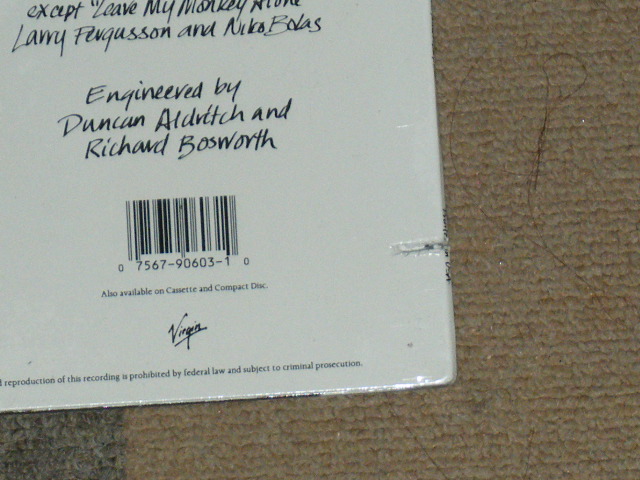 except "Leave My Monkey Alone"
Larry Fergusson and Niko Bolas
Engineered by
Duncan Aldritch and
Richard Bosworth
0 7567-90603-1 0
Also available on Cassette and Compact Disc.
Virgin
reproduction of this recording is prohibited by federal law and subject to criminal prosecution.